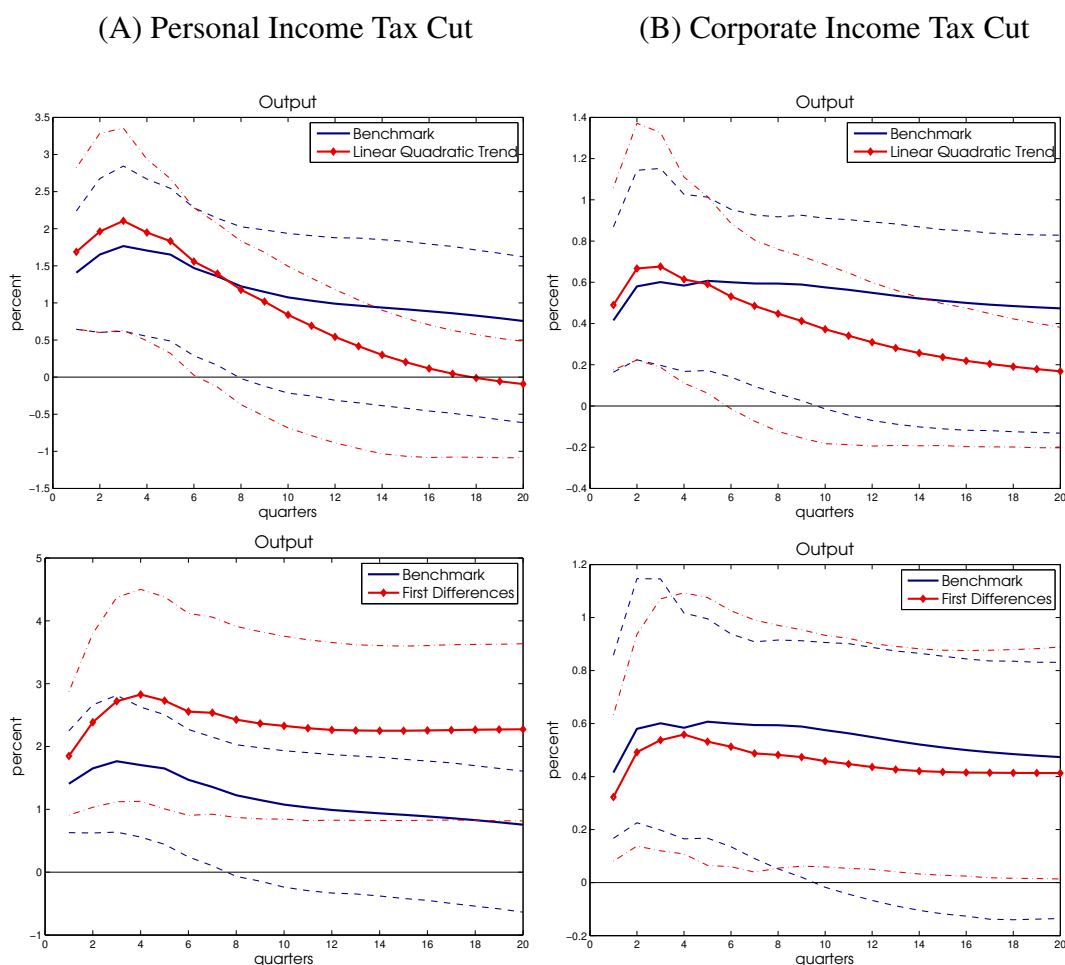 (A) Personal Income Tax Cut
(B) Corporate Income Tax Cut
Output
3.5
3
2.5
2
1.5
1
0.5
0
−0.5
−1
−1.5
percent
Benchmark
Linear Quadratic Trend
0 2 4 6 8 10 12 14 16 18 20
quarters
Output
1.4
1.2
1
0.8
0.6
0.4
0.2
0
−0.2
−0.4
percent
Benchmark
Linear Quadratic Trend
0 2 4 6 8 10 12 14 16 18 20
quarters
Output
5
4
3
2
1
0
−1
percent
Benchmark
First Differences
0 2 4 6 8 10 12 14 16 18 20
quarters
Output
1.2
1
0.8
0.6
0.4
0.2
0
−0.2
percent
Benchmark
First Differences
0 2 4 6 8 10 12 14 16 18 20
quarters